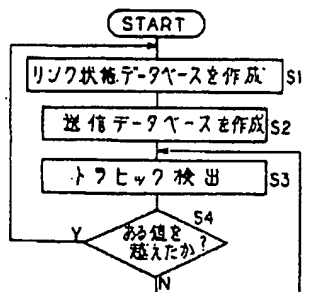 START
リンク状態データベースを作成 S1
送信データベースを作成 S2
トラヒック検出 S3
S4
ある値を
越えたか?
Y
N